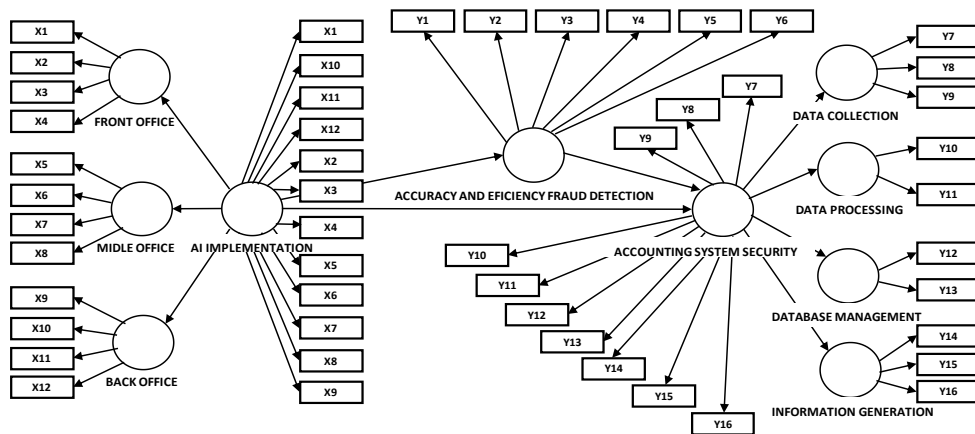 X1
X2
X3
X4
FRONT OFFICE
X5
X6
X7
X8
MIDLE OFFICE
X9
X10
X11
X12
BACK OFFICE
AI IMPLEMENTATION
X1
X10
X11
X12
X2
X3
X4
X5
X6
X7
X8
X9
Y1
Y2
Y3
Y4
Y5
Y6
ACCURACY AND EFICIENCY FRAUD DETECTION
Y7
Y8
Y9
ACCOUNTING SYSTEM SECURITY
Y10
Y11
Y12
Y13
Y14
Y15
Y16
Y7
Y8
Y9
DATA COLLECTION
Y10
Y11
DATA PROCESSING
Y12
Y13
DATABASE MANAGEMENT
Y14
Y15
Y16
INFORMATION GENERATION